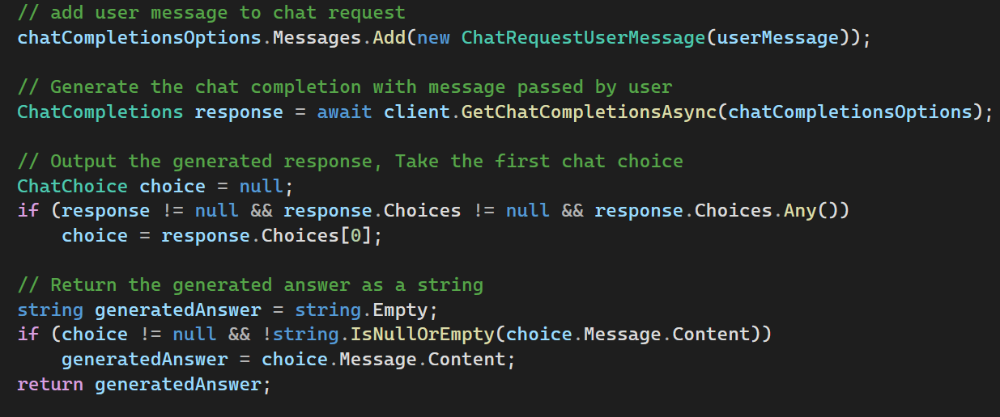 // add user message to chat request
chatCompletionsOptions.Messages.Add(new ChatRequestUserMessage(userMessage));
// Generate the chat completion with message passed by user
ChatCompletions response = await client.GetChatCompletionsAsync(chatCompletionsOptions);
// Output the generated response, Take the first chat choice
ChatChoice choice = null;
if (response != null && response.Choices != null && response.Choices.Any())
    choice = response.Choices[0];
// Return the generated answer as a string
string generatedAnswer = string.Empty;
if (choice != null && !string.IsNullOrEmpty(choice.Message.Content))
    generatedAnswer = choice.Message.Content;
return generatedAnswer;